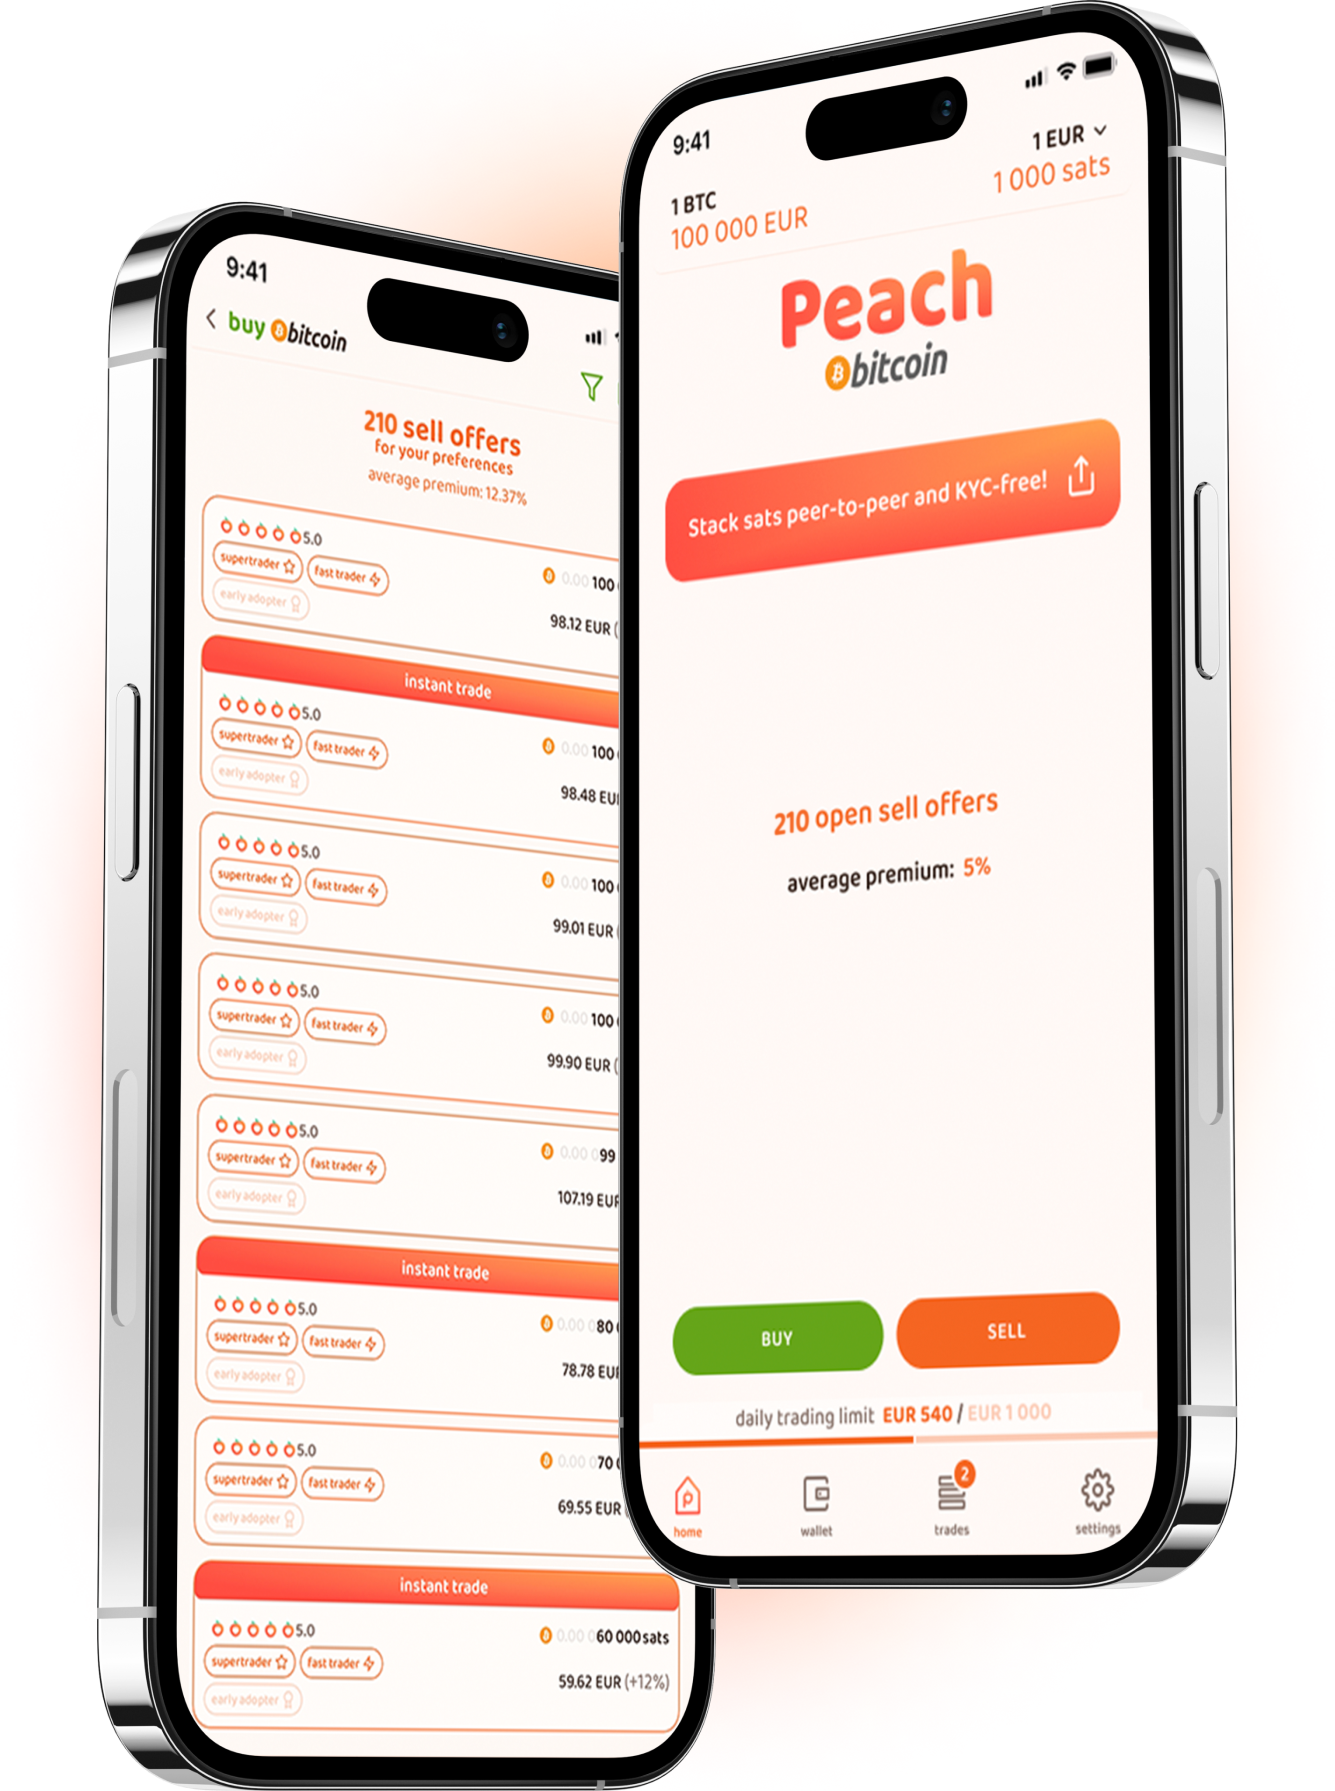 9:41
buy bitcoin
210 sell offers
for your preferences
average premium: 12.37%
5.0
supertrader
fast trader
0.00 100
early adopter
98.12 EUR (
instant trade
5.0
supertrader
fast trader
0.00 100
early adopter
98.48 EU
5.0
supertrader
fast trader
0.00 100
early adopter
99.01 EUR
5.0
supertrader
fast trader
0.00 100
early adopter
99.90 EUR (
5.0
supertrader
fast trader
0.00 099
early adopter
107.19 EUR
instant trade
5.0
supertrader
fast trader
0.00 080
early adopter
78.78 EUR
5.0
supertrader
fast trader
0.00 070
early adopter
69.55 EUR
instant trade
5.0
supertrader
fast trader
0.00 060 000 sats
early adopter
59.62 EUR (+12%)
9:41
1 BTC
100 000 EUR
1 EUR
1 000 sats
Peach
bitcoin
Stack sats peer-to-peer and KYC-free!
210 open sell offers
average premium: 5%
BUY
SELL
daily trading limit EUR 540 / EUR 1 000
home
wallet
2
trades
settings